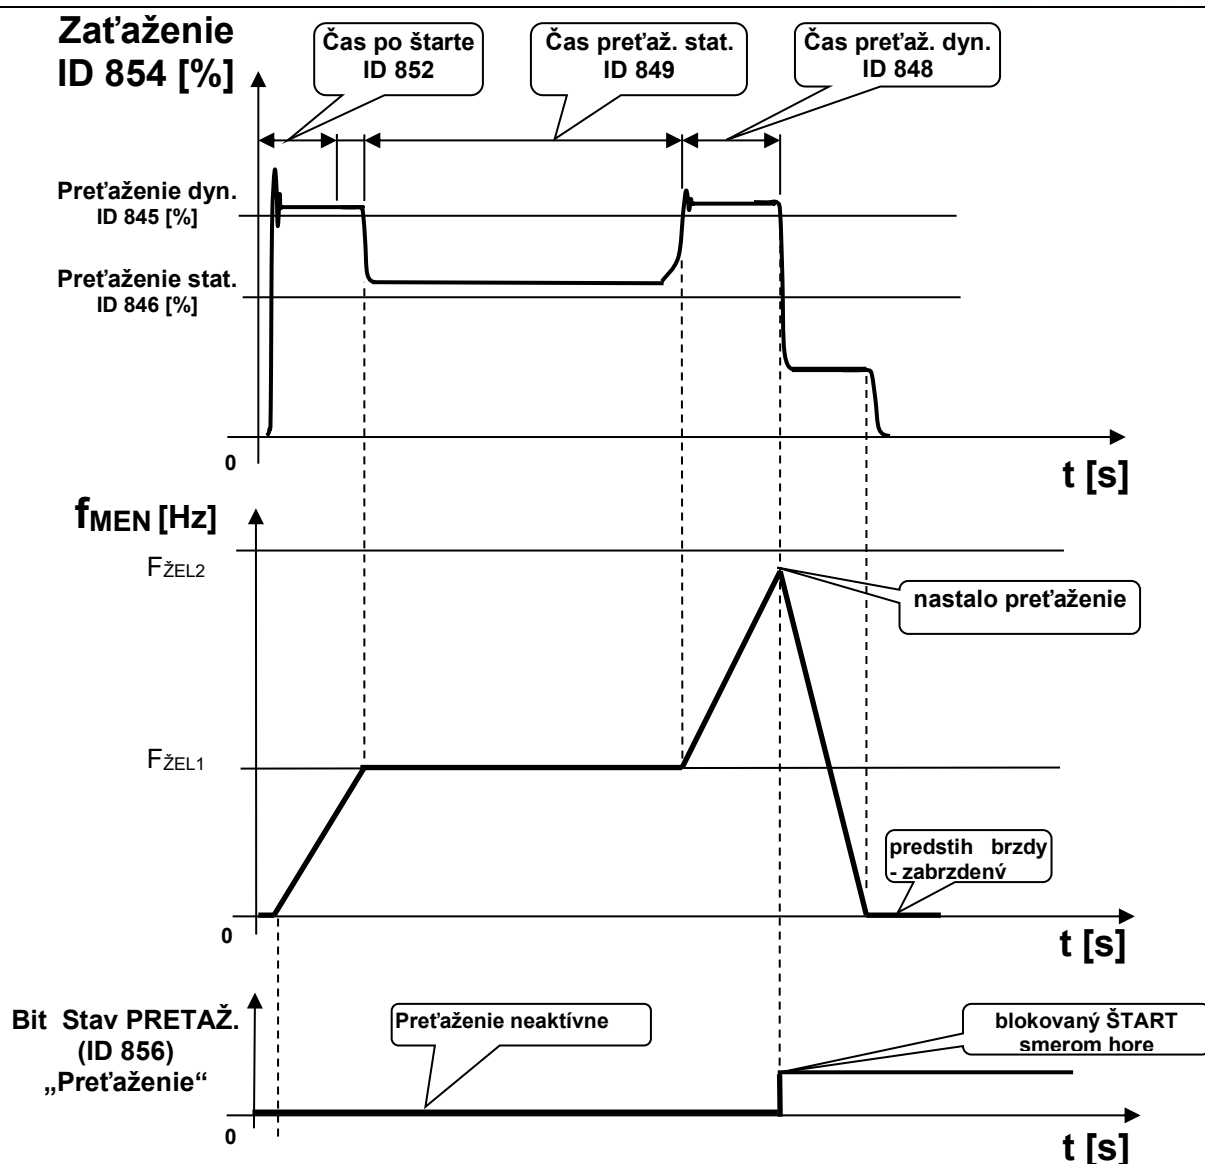 Zaťaženie
ID 854 [%]
Čas po štarte
ID 852
Čas preťaž. stat.
ID 849
Čas preťaž. dyn.
ID 848
Preťaženie dyn.
ID 845 [%]
Preťaženie stat.
ID 846 [%]
0
t [s]
fMEN [Hz]
FŽEL2
nastalo preťaženie
FŽEL1
predstih brzdy
- zabrzdený
0
t [s]
Bit Stav PRETAŽ.
(ID 856)
„Preťaženie“
Preťaženie neaktívne
blokovaný ŠTART
smerom hore
0
t [s]